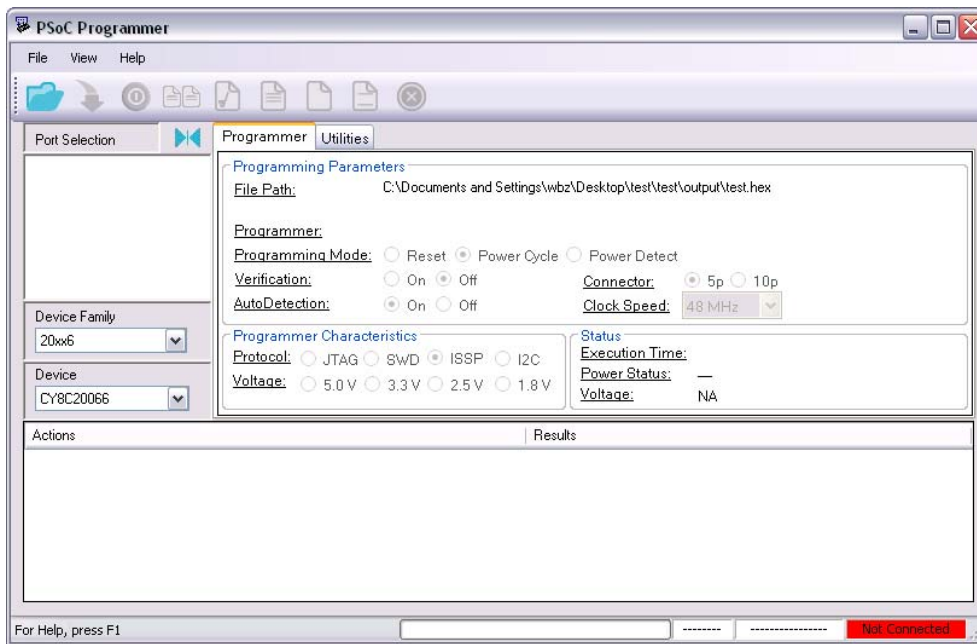 PSoC Programmer
File View Help
Port Selection
Programmer Utilities
Programming Parameters
File Path: C:\Documents and Settings\wbz\Desktop\test\test\output\test.hex
Programmer:
Programming Mode: Reset Power Cycle Power Detect
Verification: On Off Connector: 5p 10p
AutoDetection: On Off Clock Speed: 48 MHz
Device Family
20xx6
Device
CY8C20066
Programmer Characteristics
Protocol: JTAG SWD ISSP I2C
Voltage: 5.0 V 3.3 V 2.5 V 1.8 V
Status
Execution Time:
Power Status: —
Voltage: NA
Actions Results
For Help, press F1 -------- ---------------- Not Connected